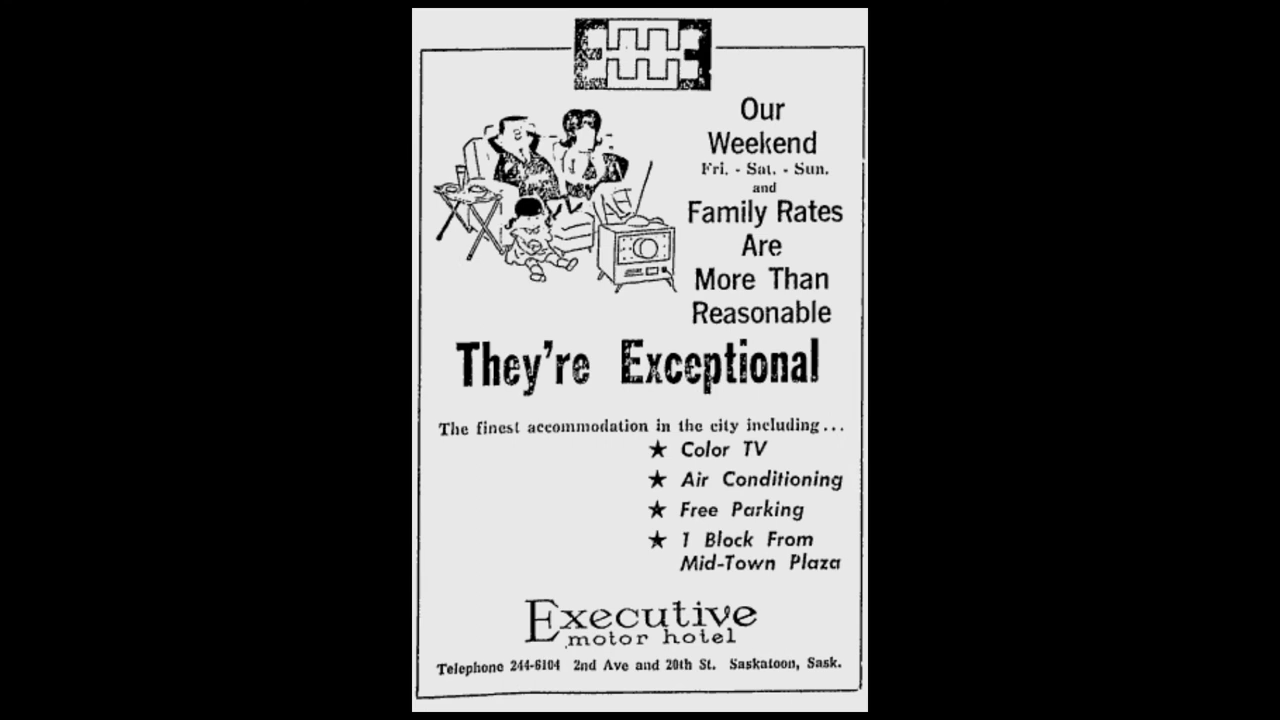 Our
Weekend
Fri. - Sat. - Sun.
and
Family Rates
Are
More Than
Reasonable
They're Exceptional
The finest accommodation in the city including...
★ Color TV
★ Air Conditioning
★ Free Parking
★ 1 Block From
Mid-Town Plaza
Executive
motor hotel
Telephone 244-6104 2nd Ave and 20th St. Saskatoon, Sask.